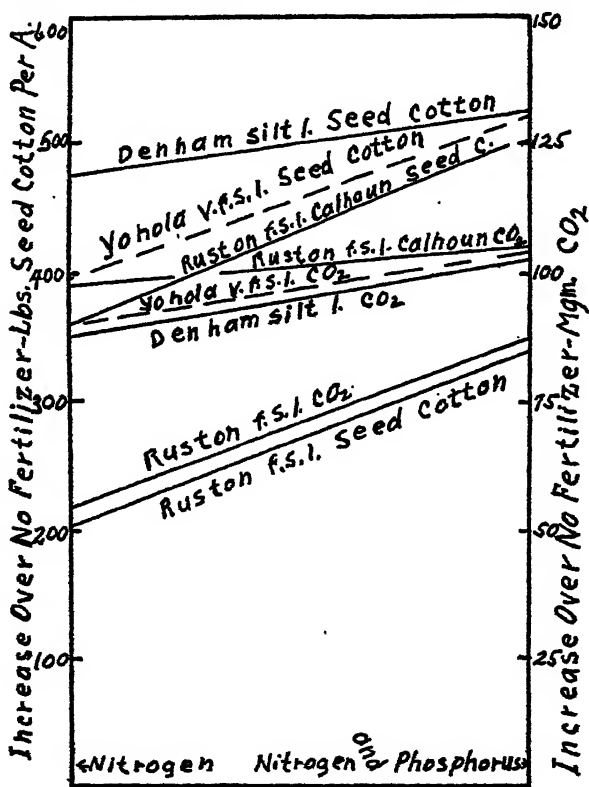 Increase Over No Fertilizer-Lbs. Seed Cotton Per A.
600
500
400
300
200
100
150
125
100
75
50
25
Increase Over No Fertilizer-Mgm. CO2
Denham silt l. Seed Cotton
Yohola v.f.s.l. Seed Cotton
Ruston f.s.l. Calhoun Seed C.
Ruston f.s.l. Calhoun CO2
Yohola v.f.s.l. CO2
Denham silt l. CO2
Ruston f.s.l. CO2
Ruston f.s.l. Seed Cotton
Nitrogen
Nitrogen and Phosphorus